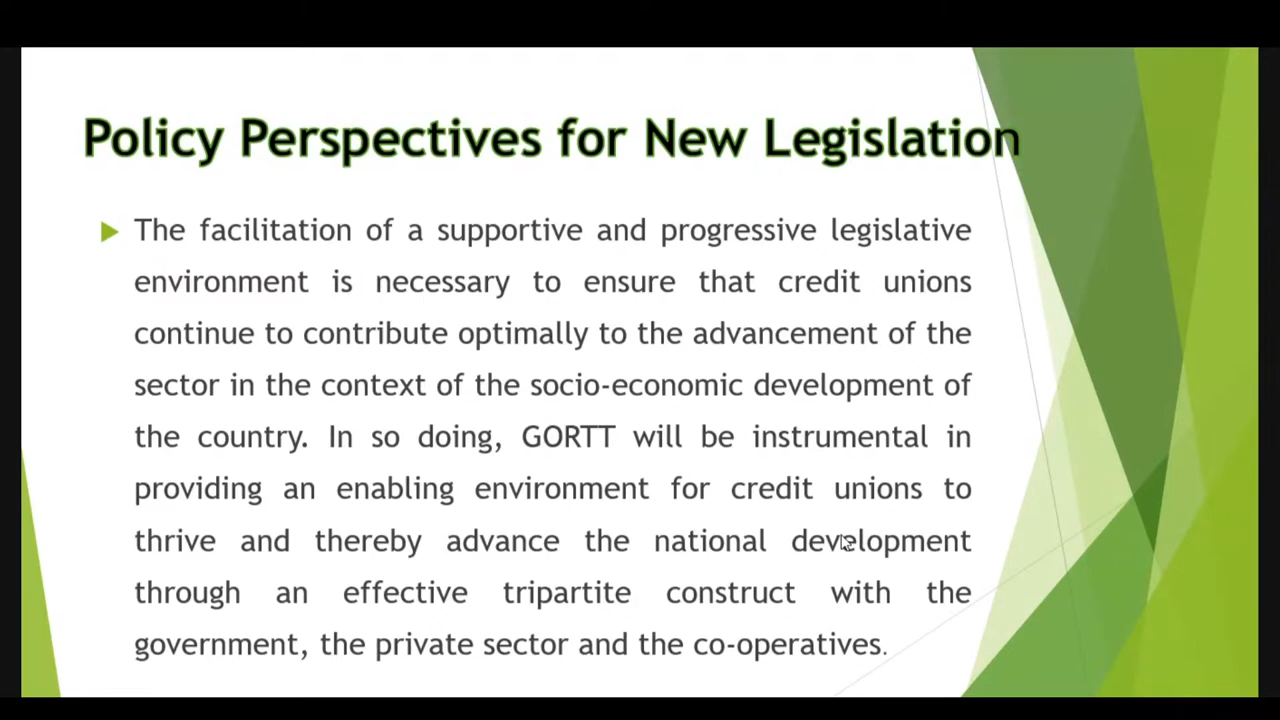 Policy Perspectives for New Legislation
The facilitation of a supportive and progressive legislative
environment is necessary to ensure that credit unions
continue to contribute optimally to the advancement of the
sector in the context of the socio-economic development of
the country. In so doing, GORTT will be instrumental in
providing an enabling environment for credit unions to
thrive and thereby advance the national development
through an effective tripartite construct with the
government, the private sector and the co-operatives.